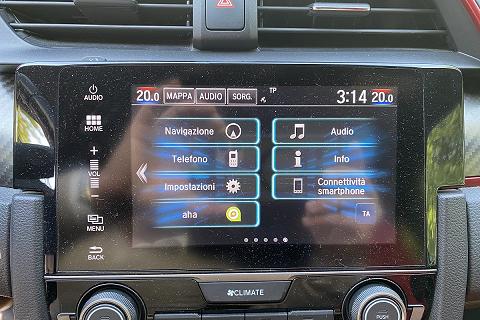 AUDIO
20.0 MAPPA AUDIO SORG. TP 3:14 20.0
HOME
Navigazione
Audio
+
VOL
−
Telefono
Info
Impostazioni
Connettività
smartphone
aha
TA
MENU
BACK
CLIMATE
PUSH